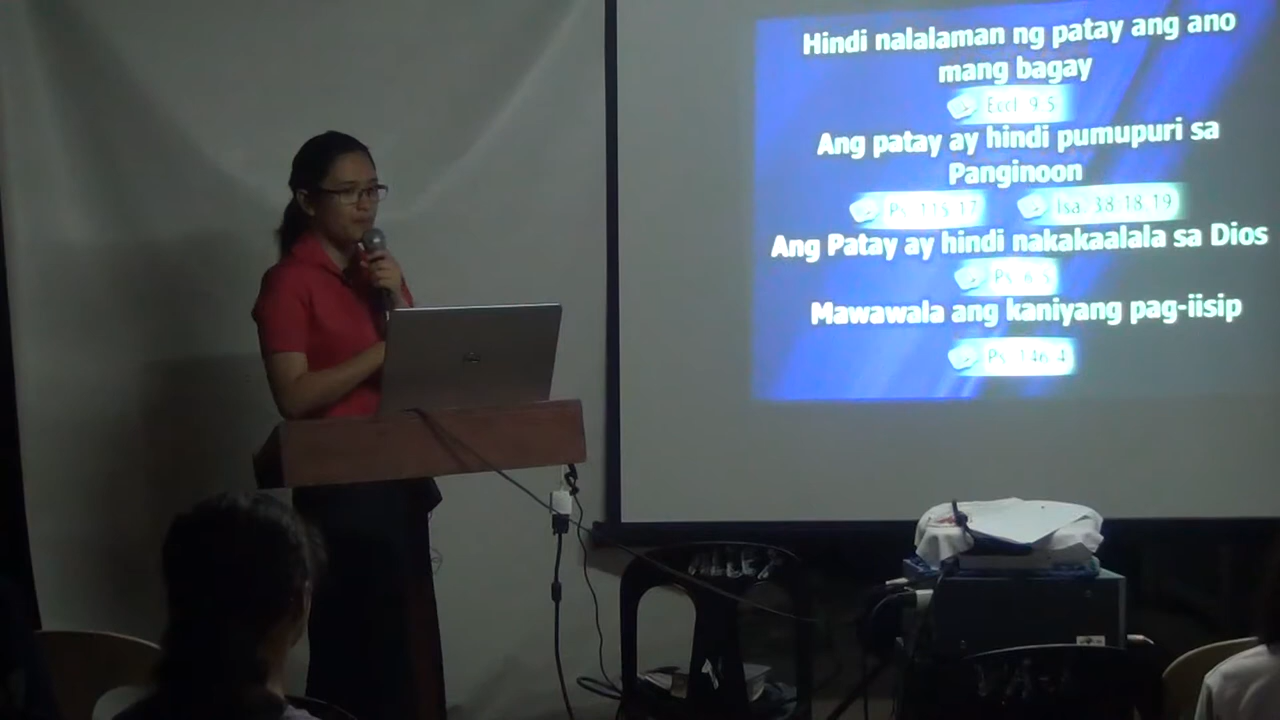 Hindi nalalaman ng patay ang ano
mang bagay
Eccl. 9:5
Ang patay ay hindi pumupuri sa
Panginoon
Ps. 115:17 Isa. 38:18,19
Ang Patay ay hindi nakakaalala sa Dios
Ps. 6:5
Mawawala ang kaniyang pag-iisip
Ps. 146:4